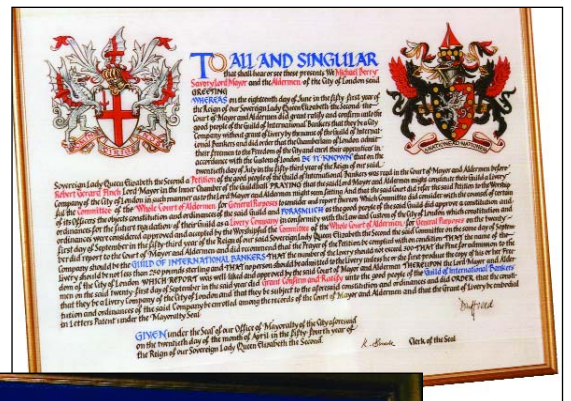 TO ALL AND SINGULAR
that shall hear or see these presents, We Michael Berry
Savory Lord Mayor and the Aldermen of the City of London send
GREETING
WHEREAS on the eighteenth day of June in the fifty first year of
the Reign of our Sovereign Lady Queen Elizabeth the Second the
Court of Mayor and Aldermen did grant ratify and confirm unto the
good people of the Guild of International Bankers that they be a City
Company without grant of livery by the name of the Guild of Internat-
ional Bankers and did order that the Chamberlain of London admit
their freemen to the Freedom of the City and enrol their apprentices in
accordance with the Custom of London BE IT KNOWN that on the
twentieth day of July in the fifty third year of the Reign of our said
Sovereign Lady Queen Elizabeth the Second a Petition of the good people of the Guild of International Bankers was read in the Court of Mayor and Aldermen before
Robert Gerard Finch Lord Mayor in the Inner Chamber of the Guildhall PRAYING that the said Lord Mayor and Aldermen might constitute their Guild a livery
Company of the City of London in such manner as to the Lord Mayor and Aldermen might seem fitting And that the said Court did refer the said Petition to the Worship
ful the Committee of the Whole Court of Aldermen for General Purposes to consider and report thereon Which Committee did consider with the consent of certain
of its Officers the objects constitution and ordinances of the said Guild and FORASMUCH as the good people of the said Guild did approve a constitution and
ordinances for the future regulation of their Guild as a Livery Company in conformity with the Law and Custom of the City of London which constitution and
ordinances were considered approved and accepted by the Worshipful the Committee of the Whole Court of Aldermen for General Purposes on the twenty
first day of September in the fifty third year of the Reign of our said Sovereign Lady Queen Elizabeth the Second the said Committee on the same day of Septem
ber did report to the Court of Mayor and Aldermen and did recommend that the Prayer of the Petition be complied with on condition THAT the name of the
Company should be GUILD OF INTERNATIONAL BANKERS THAT the number of the Livery should not exceed 300 THAT the Fine for admission to the
livery should be not less than 250 pounds sterling and THAT no person should be admitted to the Livery unless he or she first produce the copy of his or her Free-
dom of the City of London WHICH REPORT was well liked and approved by the said Court of Mayor and Aldermen WHEREUPON the Lord Mayor and Alder
men on the said twenty first day of September in the said year did Grant Confirm and Ratify unto the good people of the Guild of International Bankers
that they be a Livery Company of the City of London and that they be subject to the aforesaid constitution and ordinances and did ORDER that the consti-
tution and ordinances of the said Company be enrolled among the records of the Court of Mayor and Aldermen and that the Grant of Livery be embodied
in Letters Patent under the Mayoralty Seal
GIVEN under the Seal of our Office of Mayoralty of the City aforesaid
on the twentieth day of the month of April in the fifty fourth year of
the Reign of our Sovereign Lady Queen Elizabeth the Second.
Clerk of the Seal